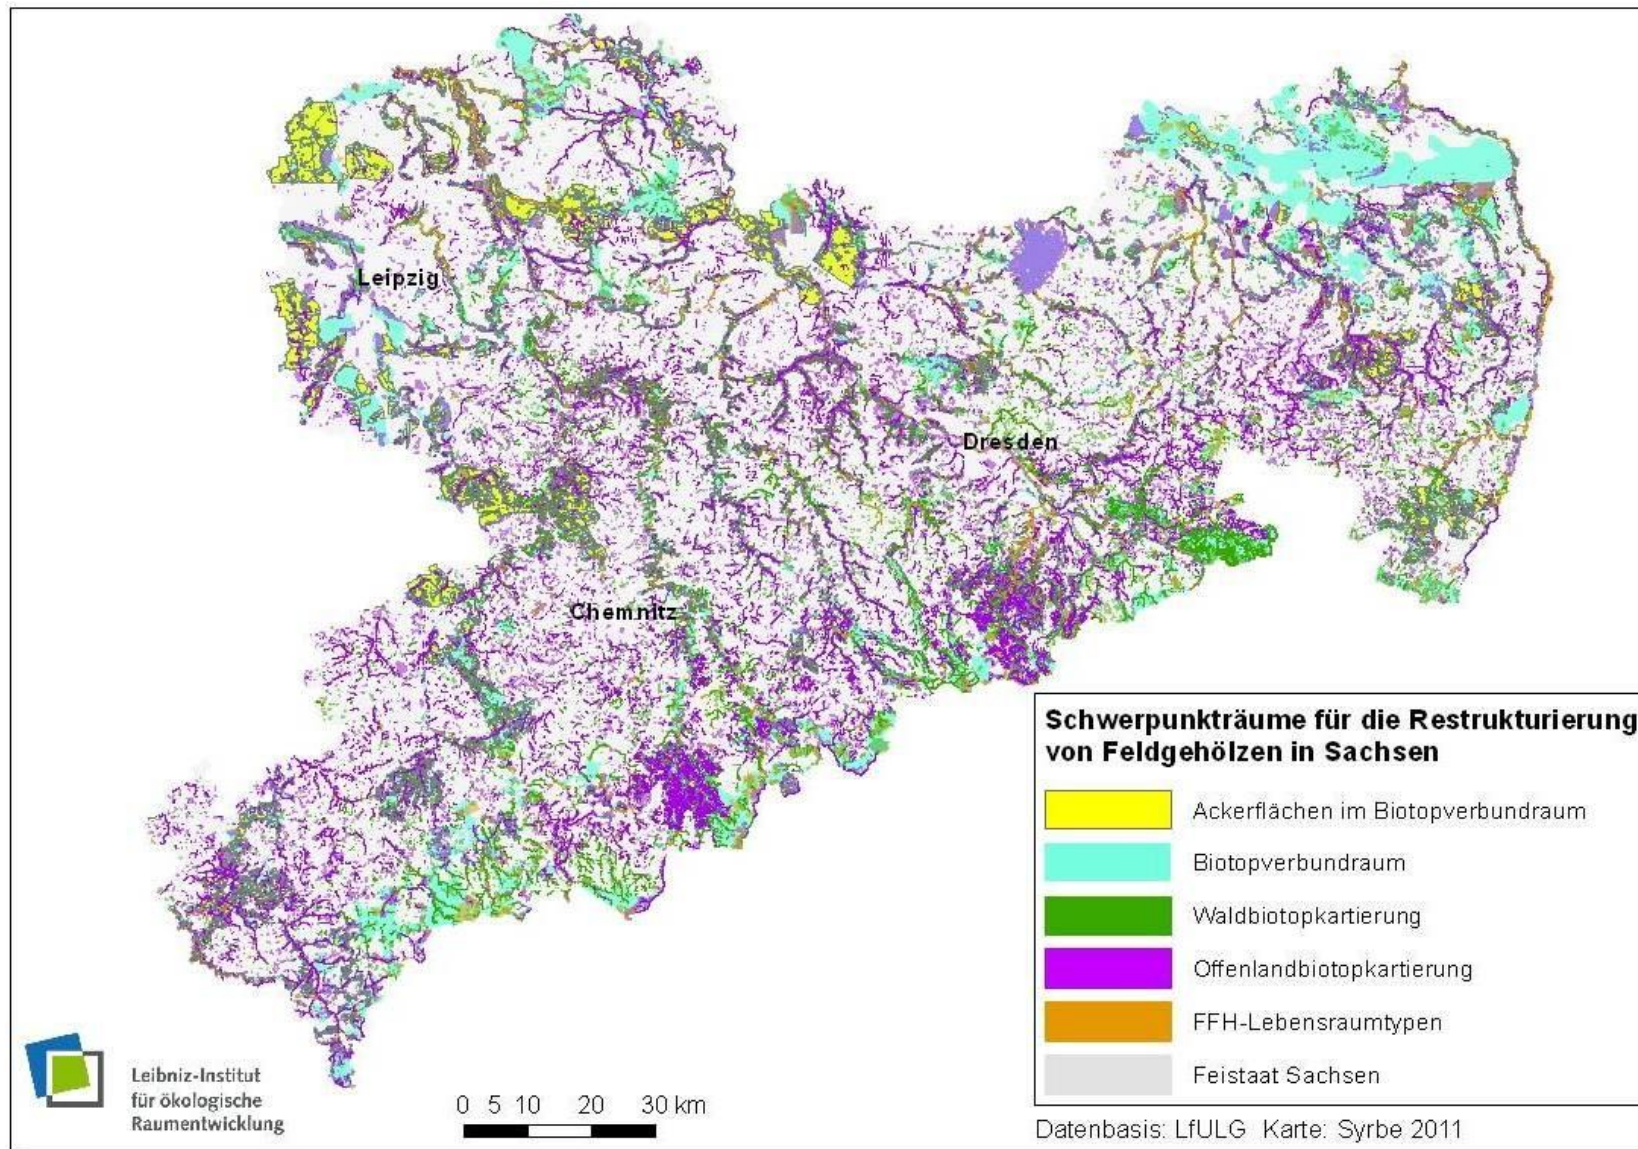 Leipzig
Dresden
Chemnitz
Schwerpunkträume für die Restrukturierung
von Feldgehölzen in Sachsen
Ackerflächen im Biotopverbundraum
Biotopverbundraum
Waldbiotopkartierung
Offenlandbiotopkartierung
FFH-Lebensraumtypen
Feistaat Sachsen
Leibniz-Institut
für ökologische
Raumentwicklung
0 5 10 20 30 km
Datenbasis: LfULG Karte: Syrbe 2011